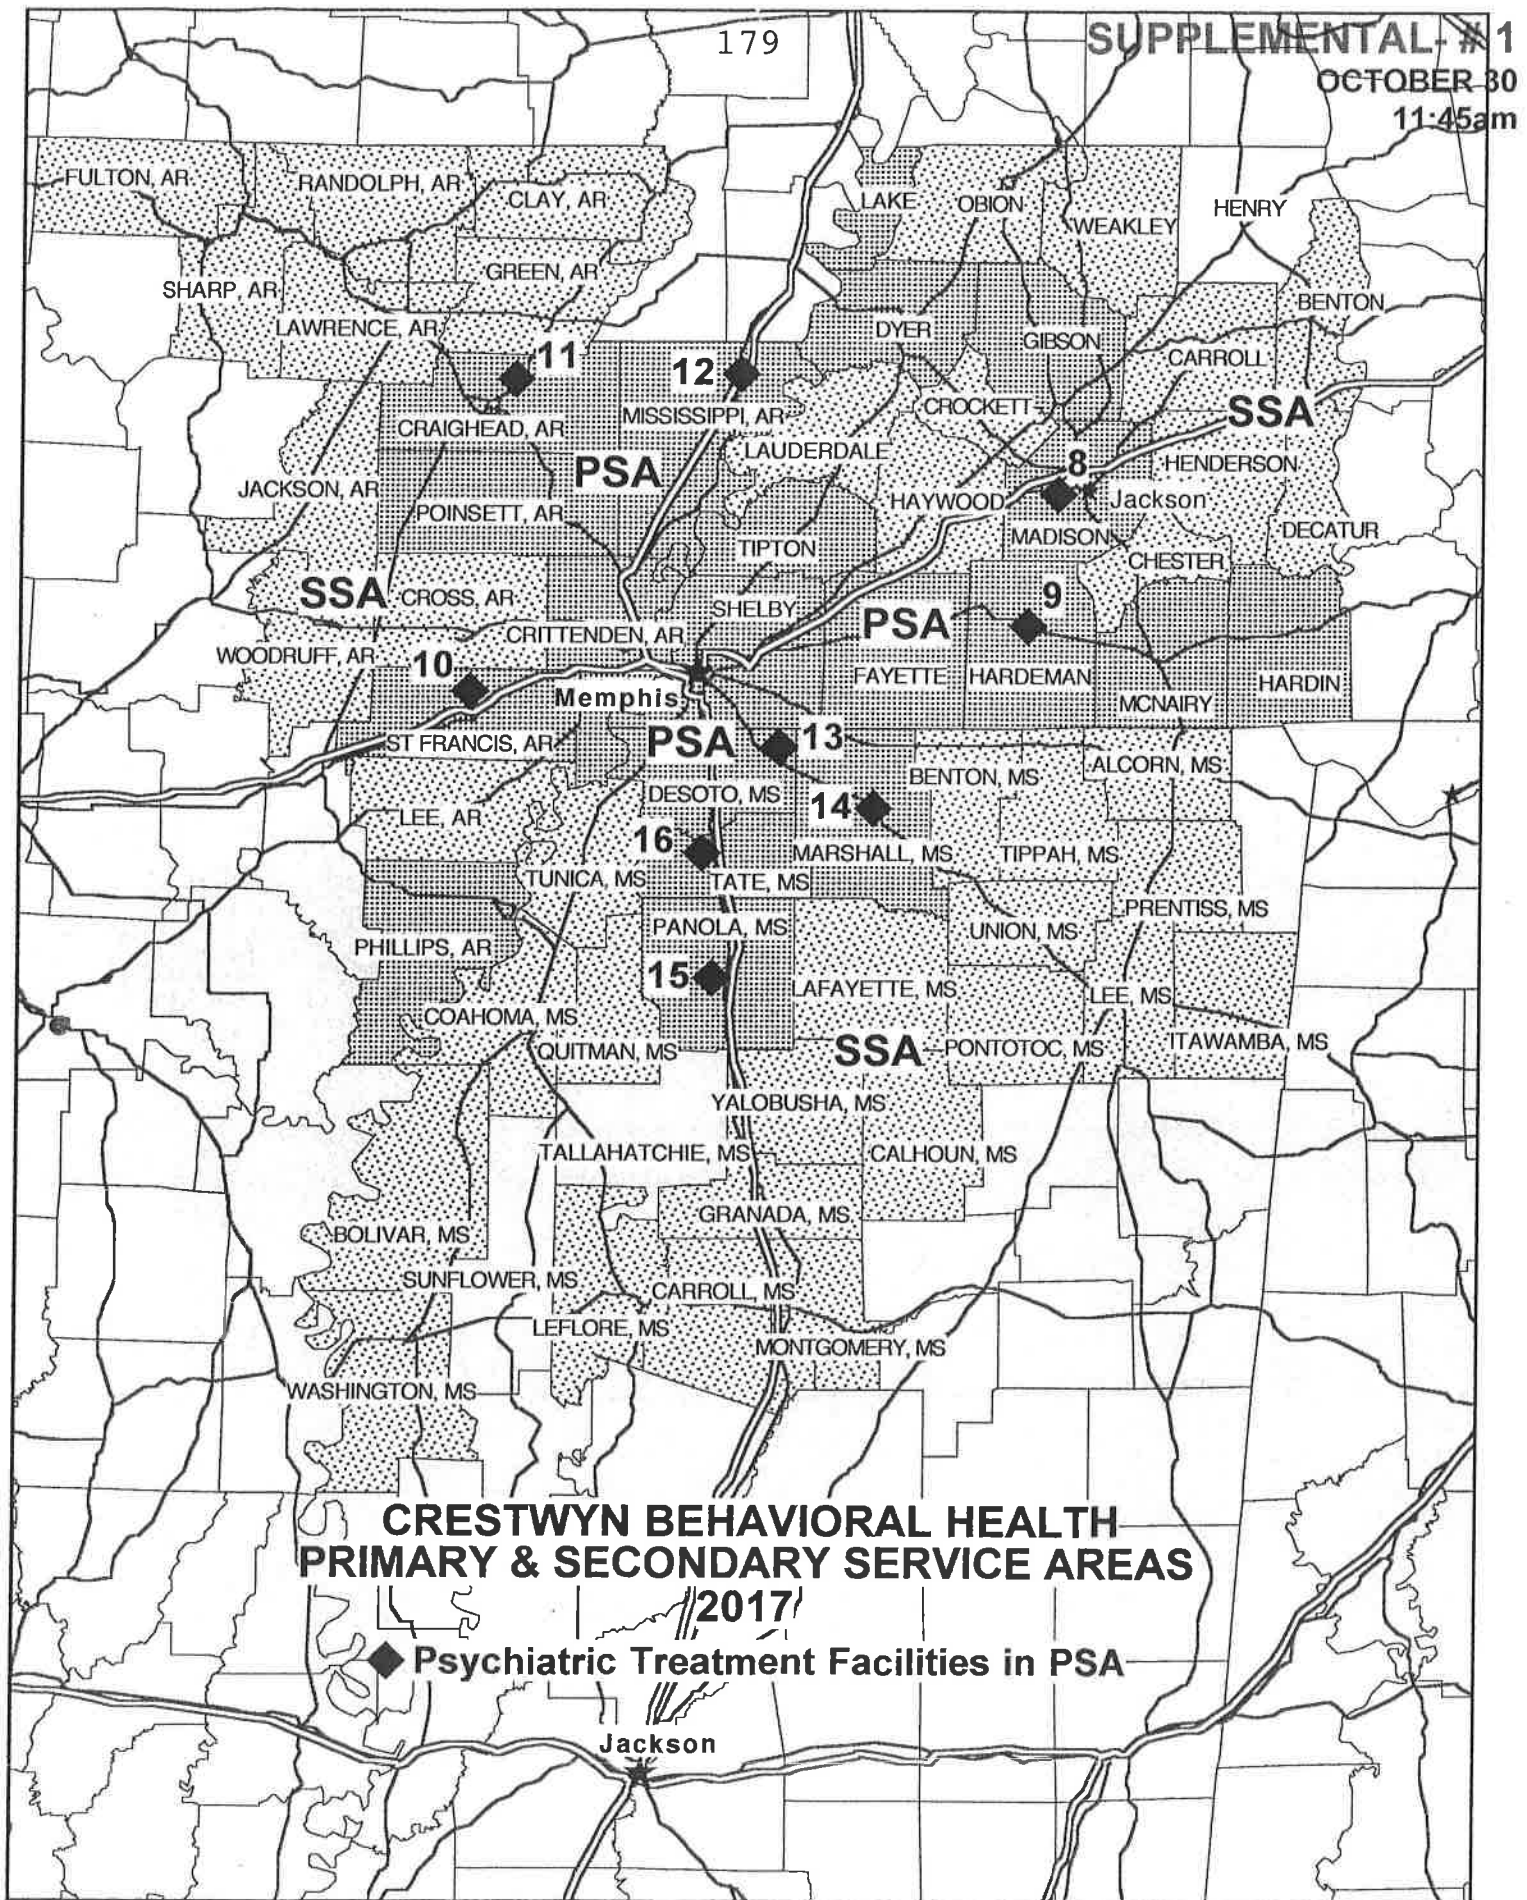 179
SUPPLEMENTAL- # 1
OCTOBER 30
11:45am
FULTON, AR
RANDOLPH, AR
CLAY, AR
LAKE
OBION
WEAKLEY
HENRY
SHARP, AR
GREEN, AR
BENTON
LAWRENCE, AR
DYER
GIBSON
CARROLL
11
12
CRAIGHEAD, AR
MISSISSIPPI, AR
CROCKETT
SSA
LAUDERDALE
PSA
8
HENDERSON
JACKSON, AR
POINSETT, AR
HAYWOOD
Jackson
MADISON
DECATUR
TIPTON
CHESTER
SSA
CROSS, AR
SHELBY
PSA
9
CRITTENDEN, AR
WOODRUFF, AR
10
Memphis
FAYETTE
HARDEMAN
MCNAIRY
HARDIN
ST FRANCIS, AR
PSA
13
BENTON, MS
ALCORN, MS
LEE, AR
DESOTO, MS
14
16
MARSHALL, MS
TIPPAH, MS
TUNICA, MS
TATE, MS
PHILLIPS, AR
PANOLA, MS
UNION, MS
PRENTISS, MS
15
LAFAYETTE, MS
LEE, MS
COAHOMA, MS
QUITMAN, MS
SSA
PONTOTOC, MS
ITAWAMBA, MS
YALOBUSHA, MS
TALLAHATCHIE, MS
CALHOUN, MS
GRANADA, MS
BOLIVAR, MS
SUNFLOWER, MS
CARROLL, MS
LEFLORE, MS
MONTGOMERY, MS
WASHINGTON, MS
CRESTWYN BEHAVIORAL HEALTH
PRIMARY & SECONDARY SERVICE AREAS
2017
Psychiatric Treatment Facilities in PSA
Jackson